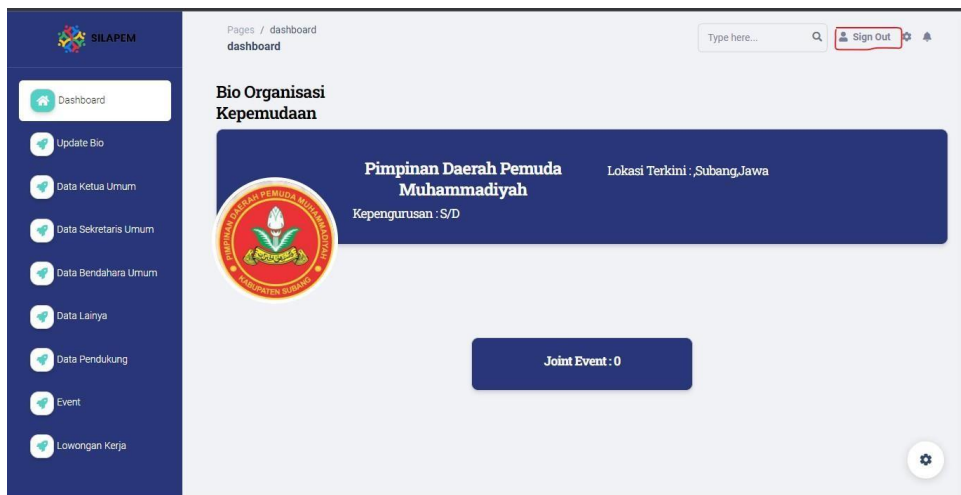 SILAPEM
Pages / dashboard
dashboard
Type here...
Sign Out
Dashboard
Update Bio
Data Ketua Umum
Data Sekretaris Umum
Data Bendahara Umum
Data Lainya
Data Pendukung
Event
Lowongan Kerja
Bio Organisasi
Kepemudaan
Pimpinan Daerah Pemuda
Muhammadiyah
Kepengurusan : S/D
Lokasi Terkini : ,Subang,Jawa
PIMPINAN DAERAH PEMUDA MUHAMMADIYAH
KABUPATEN SUBANG
Joint Event : 0